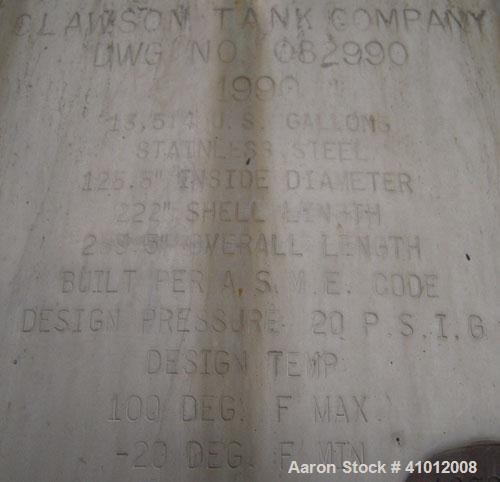 CLAWSON TANK COMPANY
DWG NO. 082990
1990
U.S. GALLONS
STAINLESS STEEL
125.5" INSIDE DIAMETER
222" SHELL LENGTH
OVERALL LENGTH
BUILT PER A.S.M.E. CODE
DESIGN PRESSURE 20 P.S.I.G.
DESIGN TEMP
100 DEG. F MAX.
-20 DEG. F MIN
Aaron Stock # 41012008